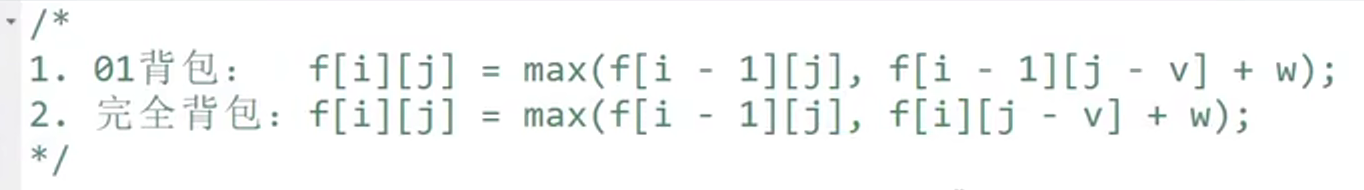 /*
1. 01背包： f[i][j] = max(f[i - 1][j], f[i - 1][j - v] + w);
2. 完全背包：f[i][j] = max(f[i - 1][j], f[i][j - v] + w);
*/